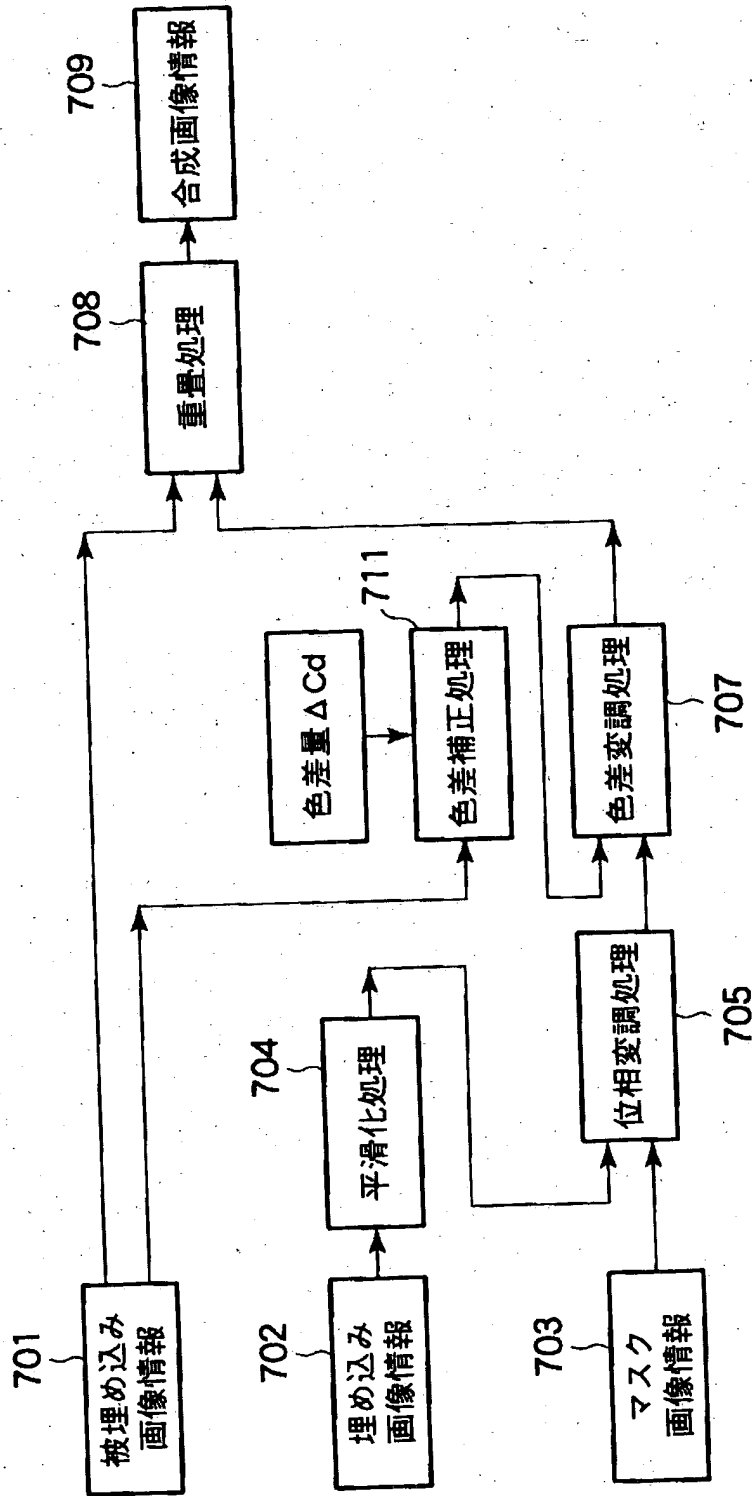 701
被埋め込み
画像情報
702
埋め込み
画像情報
703
マスク
画像情報
704
平滑化処理
705
位相変調処理
色差量ΔCd
711
色差補正処理
707
色差変調処理
708
重畳処理
709
合成画像情報